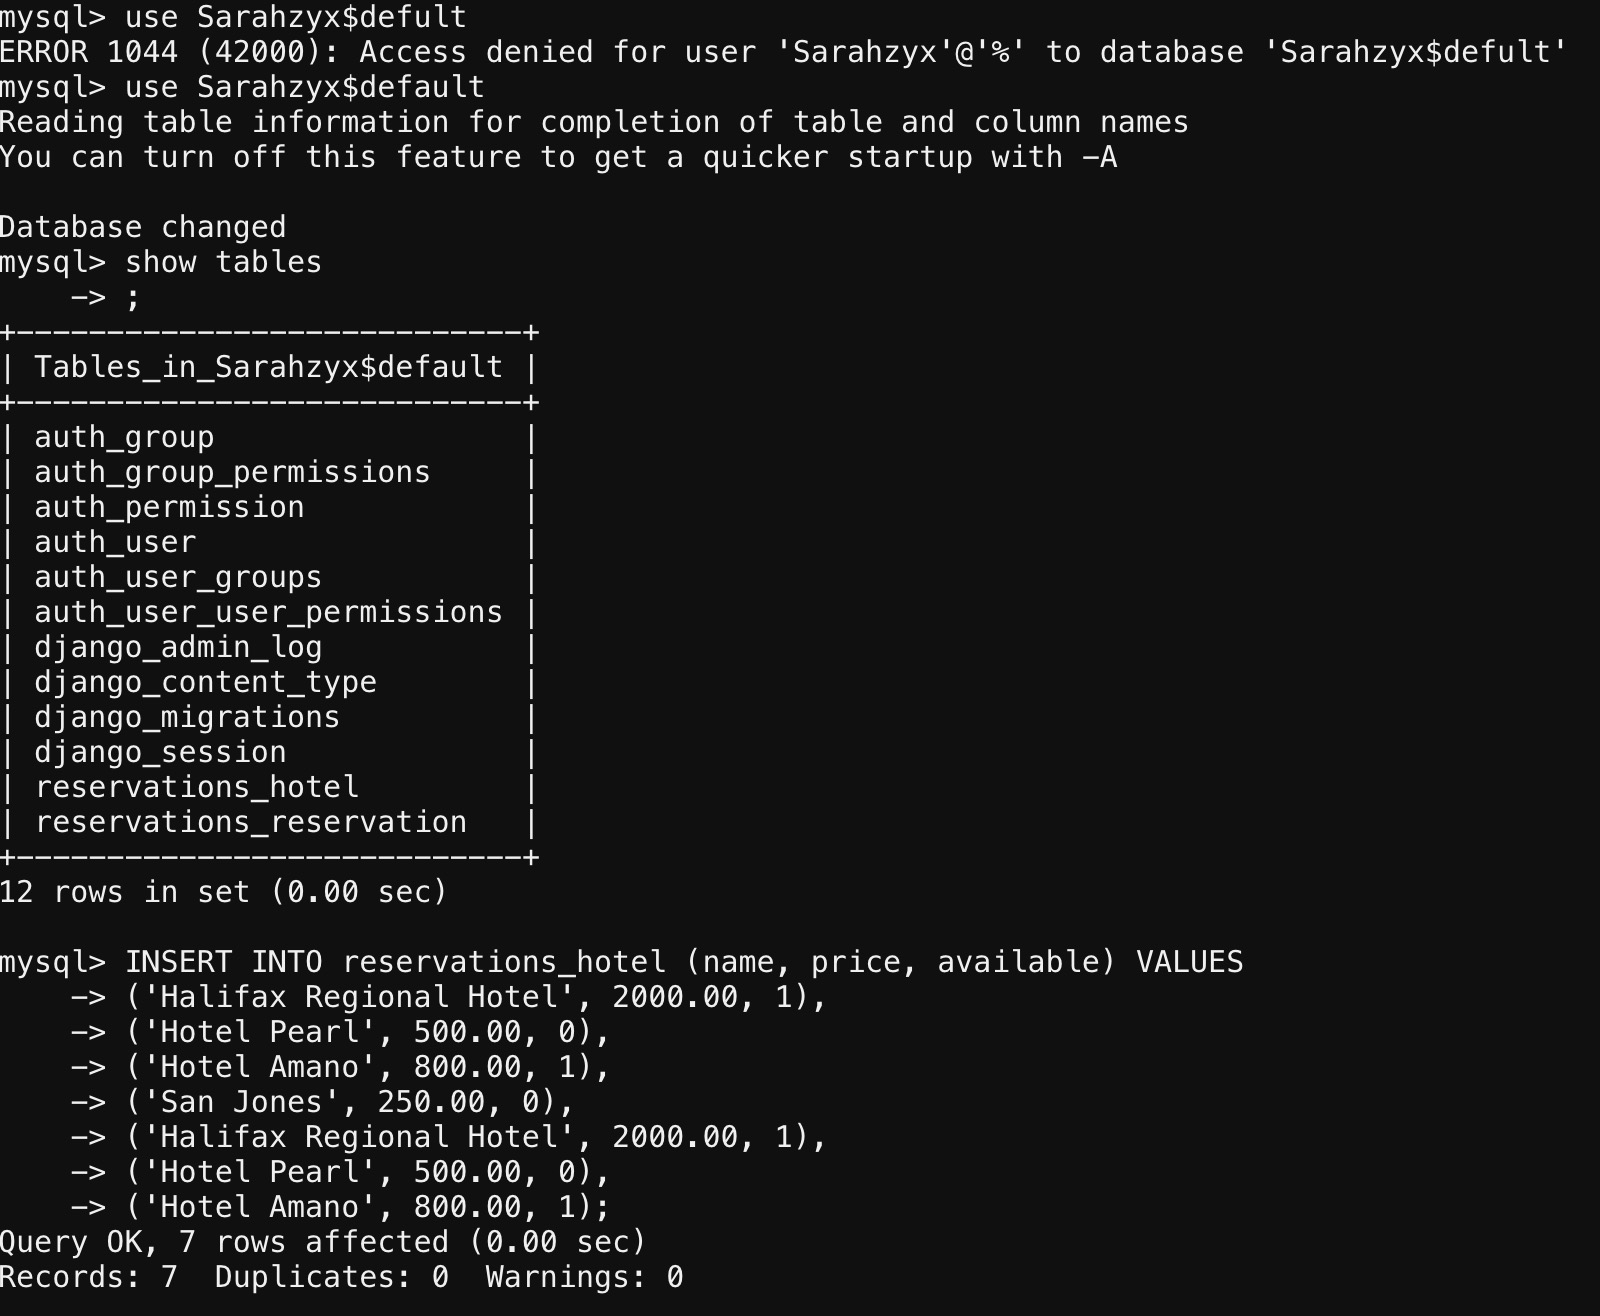 mysql> use Sarahzyx$defult
ERROR 1044 (42000): Access denied for user 'Sarahzyx'@'%' to database 'Sarahzyx$defult'
mysql> use Sarahzyx$default
Reading table information for completion of table and column names
You can turn off this feature to get a quicker startup with -A

Database changed
mysql> show tables
    -> ;
+----------------------------+
| Tables_in_Sarahzyx$default |
+----------------------------+
| auth_group                 |
| auth_group_permissions     |
| auth_permission            |
| auth_user                  |
| auth_user_groups           |
| auth_user_user_permissions |
| django_admin_log           |
| django_content_type        |
| django_migrations          |
| django_session             |
| reservations_hotel         |
| reservations_reservation   |
+----------------------------+
12 rows in set (0.00 sec)

mysql> INSERT INTO reservations_hotel (name, price, available) VALUES
    -> ('Halifax Regional Hotel', 2000.00, 1),
    -> ('Hotel Pearl', 500.00, 0),
    -> ('Hotel Amano', 800.00, 1),
    -> ('San Jones', 250.00, 0),
    -> ('Halifax Regional Hotel', 2000.00, 1),
    -> ('Hotel Pearl', 500.00, 0),
    -> ('Hotel Amano', 800.00, 1);
Query OK, 7 rows affected (0.00 sec)
Records: 7  Duplicates: 0  Warnings: 0